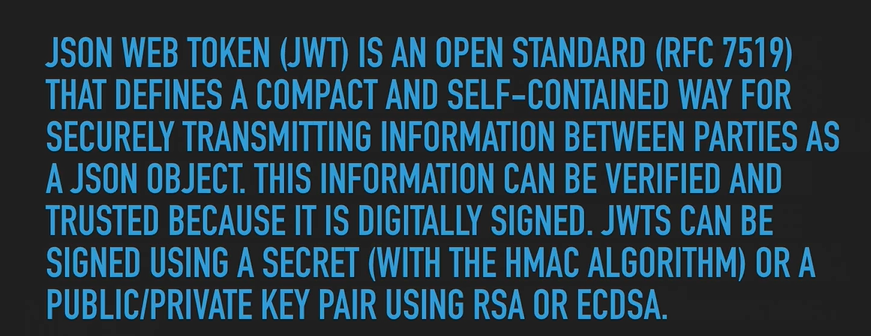 JSON WEB TOKEN (JWT) IS AN OPEN STANDARD (RFC 7519)
THAT DEFINES A COMPACT AND SELF-CONTAINED WAY FOR
SECURELY TRANSMITTING INFORMATION BETWEEN PARTIES AS
A JSON OBJECT. THIS INFORMATION CAN BE VERIFIED AND
TRUSTED BECAUSE IT IS DIGITALLY SIGNED. JWTS CAN BE
SIGNED USING A SECRET (WITH THE HMAC ALGORITHM) OR A
PUBLIC/PRIVATE KEY PAIR USING RSA OR ECDSA.